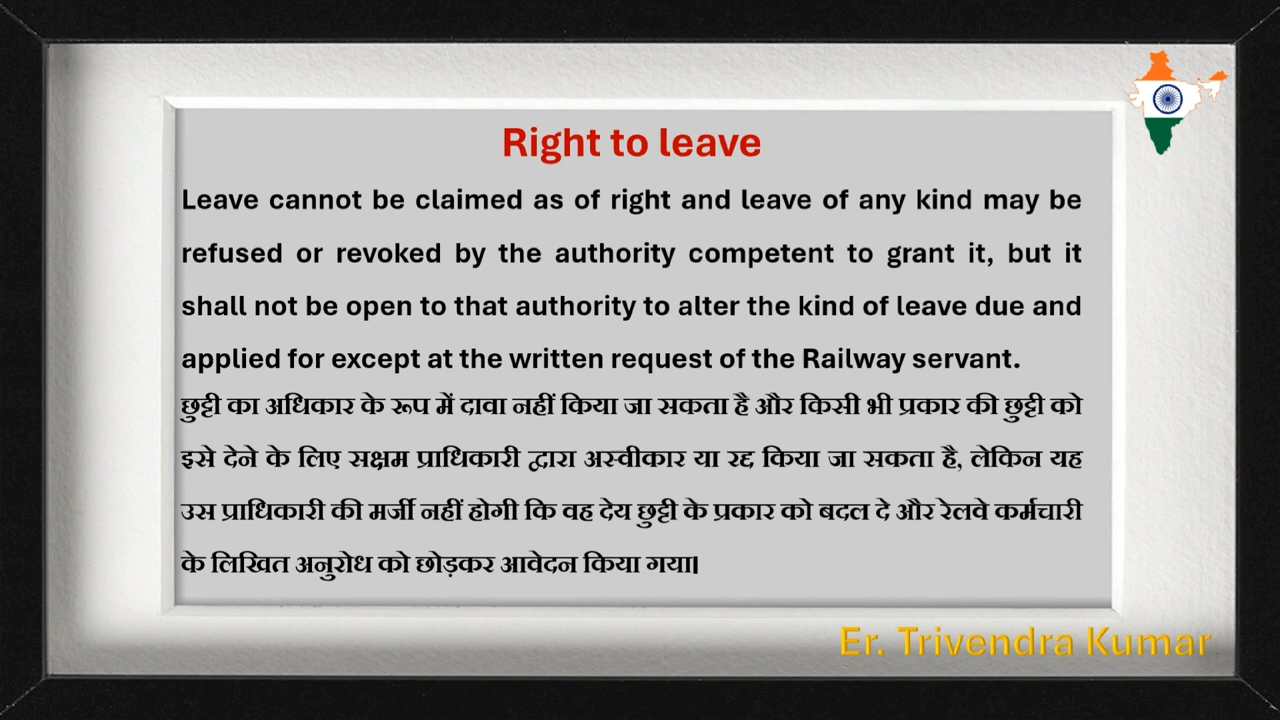 Right to leave
Leave cannot be claimed as of right and leave of any kind may be
refused or revoked by the authority competent to grant it, but it
shall not be open to that authority to alter the kind of leave due and
applied for except at the written request of the Railway servant.
छुट्टी का अधिकार के रूप में दावा नहीं किया जा सकता है और किसी भी प्रकार की छुट्टी को
इसे देने के लिए सक्षम प्राधिकारी द्वारा अस्वीकार या रद्द किया जा सकता है, लेकिन यह
उस प्राधिकारी की मर्जी नहीं होगी कि वह देय छुट्टी के प्रकार को बदल दे और रेलवे कर्मचारी
के लिखित अनुरोध को छोड़कर आवेदन किया गया।
Er. Trivendra Kumar